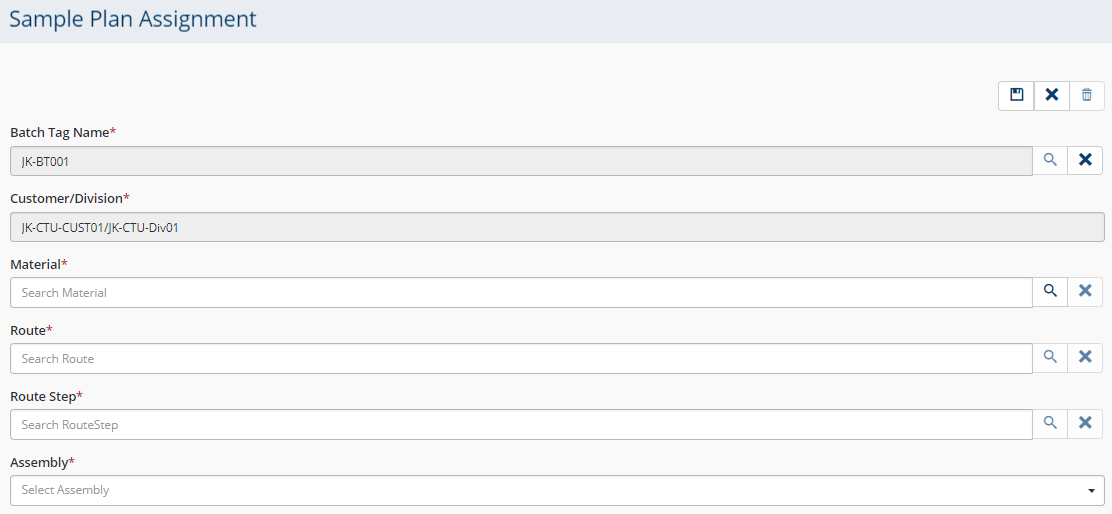 Sample Plan Assignment
Batch Tag Name*
JK-BT001
Customer/Division*
JK-CTU-CUST01/JK-CTU-Div01
Material*
Search Material
Route*
Search Route
Route Step*
Search RouteStep
Assembly*
Select Assembly